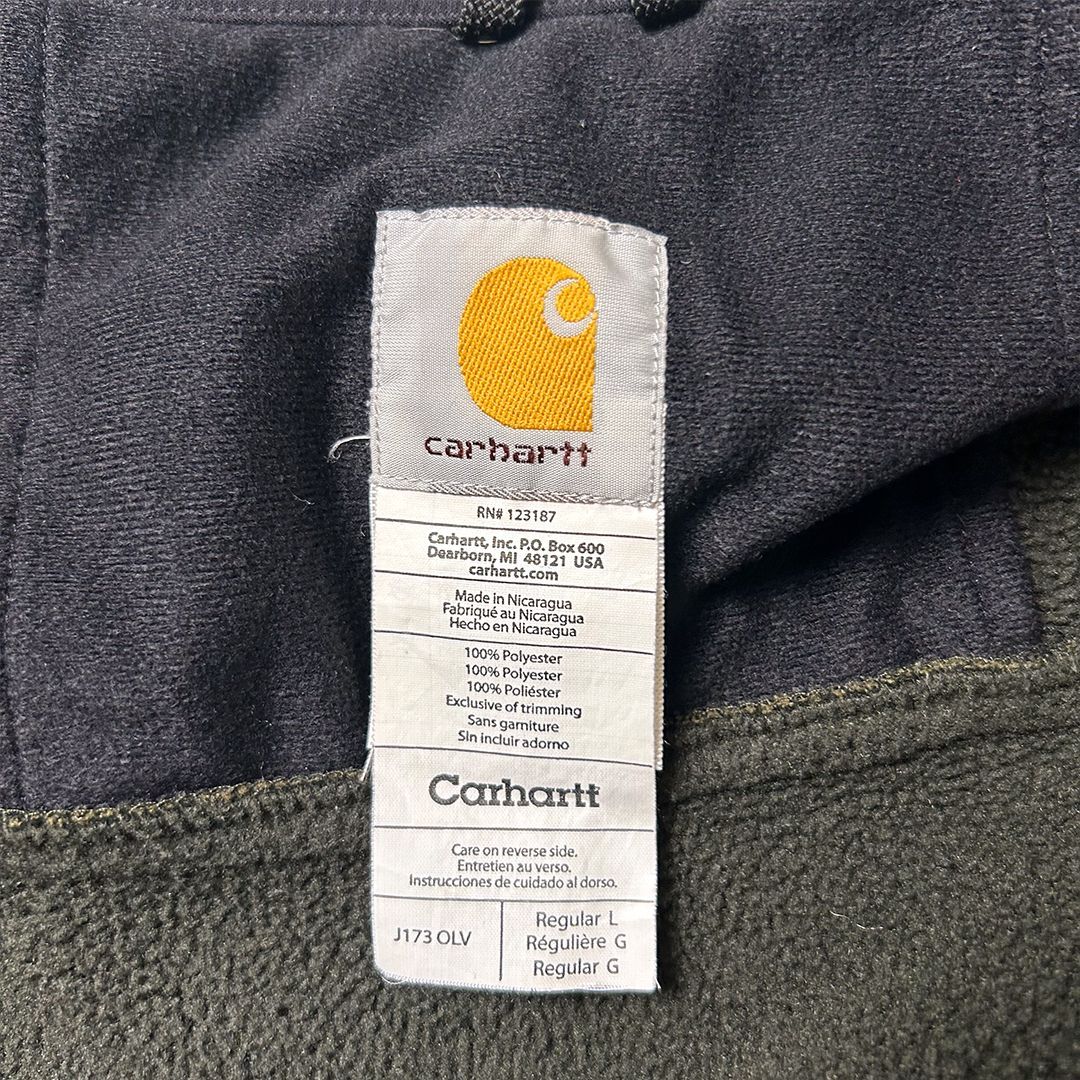 carhartt
RN# 123187
Carhartt, Inc. P.O. Box 600
Dearborn, MI 48121 USA
carhartt.com
Made in Nicaragua
Fabriqué au Nicaragua
Hecho en Nicaragua
100% Polyester
100% Polyester
100% Poliéster
Exclusive of trimming
Sans garniture
Sin incluir adorno
Carhartt
Care on reverse side.
Entretien au verso.
Instrucciones de cuidado al dorso.
J173 OLV
Regular L
Régulière G
Regular G